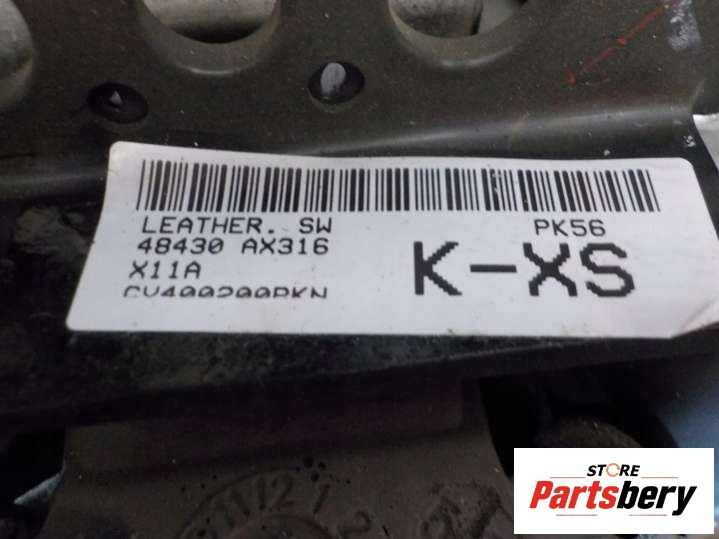 LEATHER. SW PK56
48430 AX316
K-XS
X11A
STORE
Partsbery